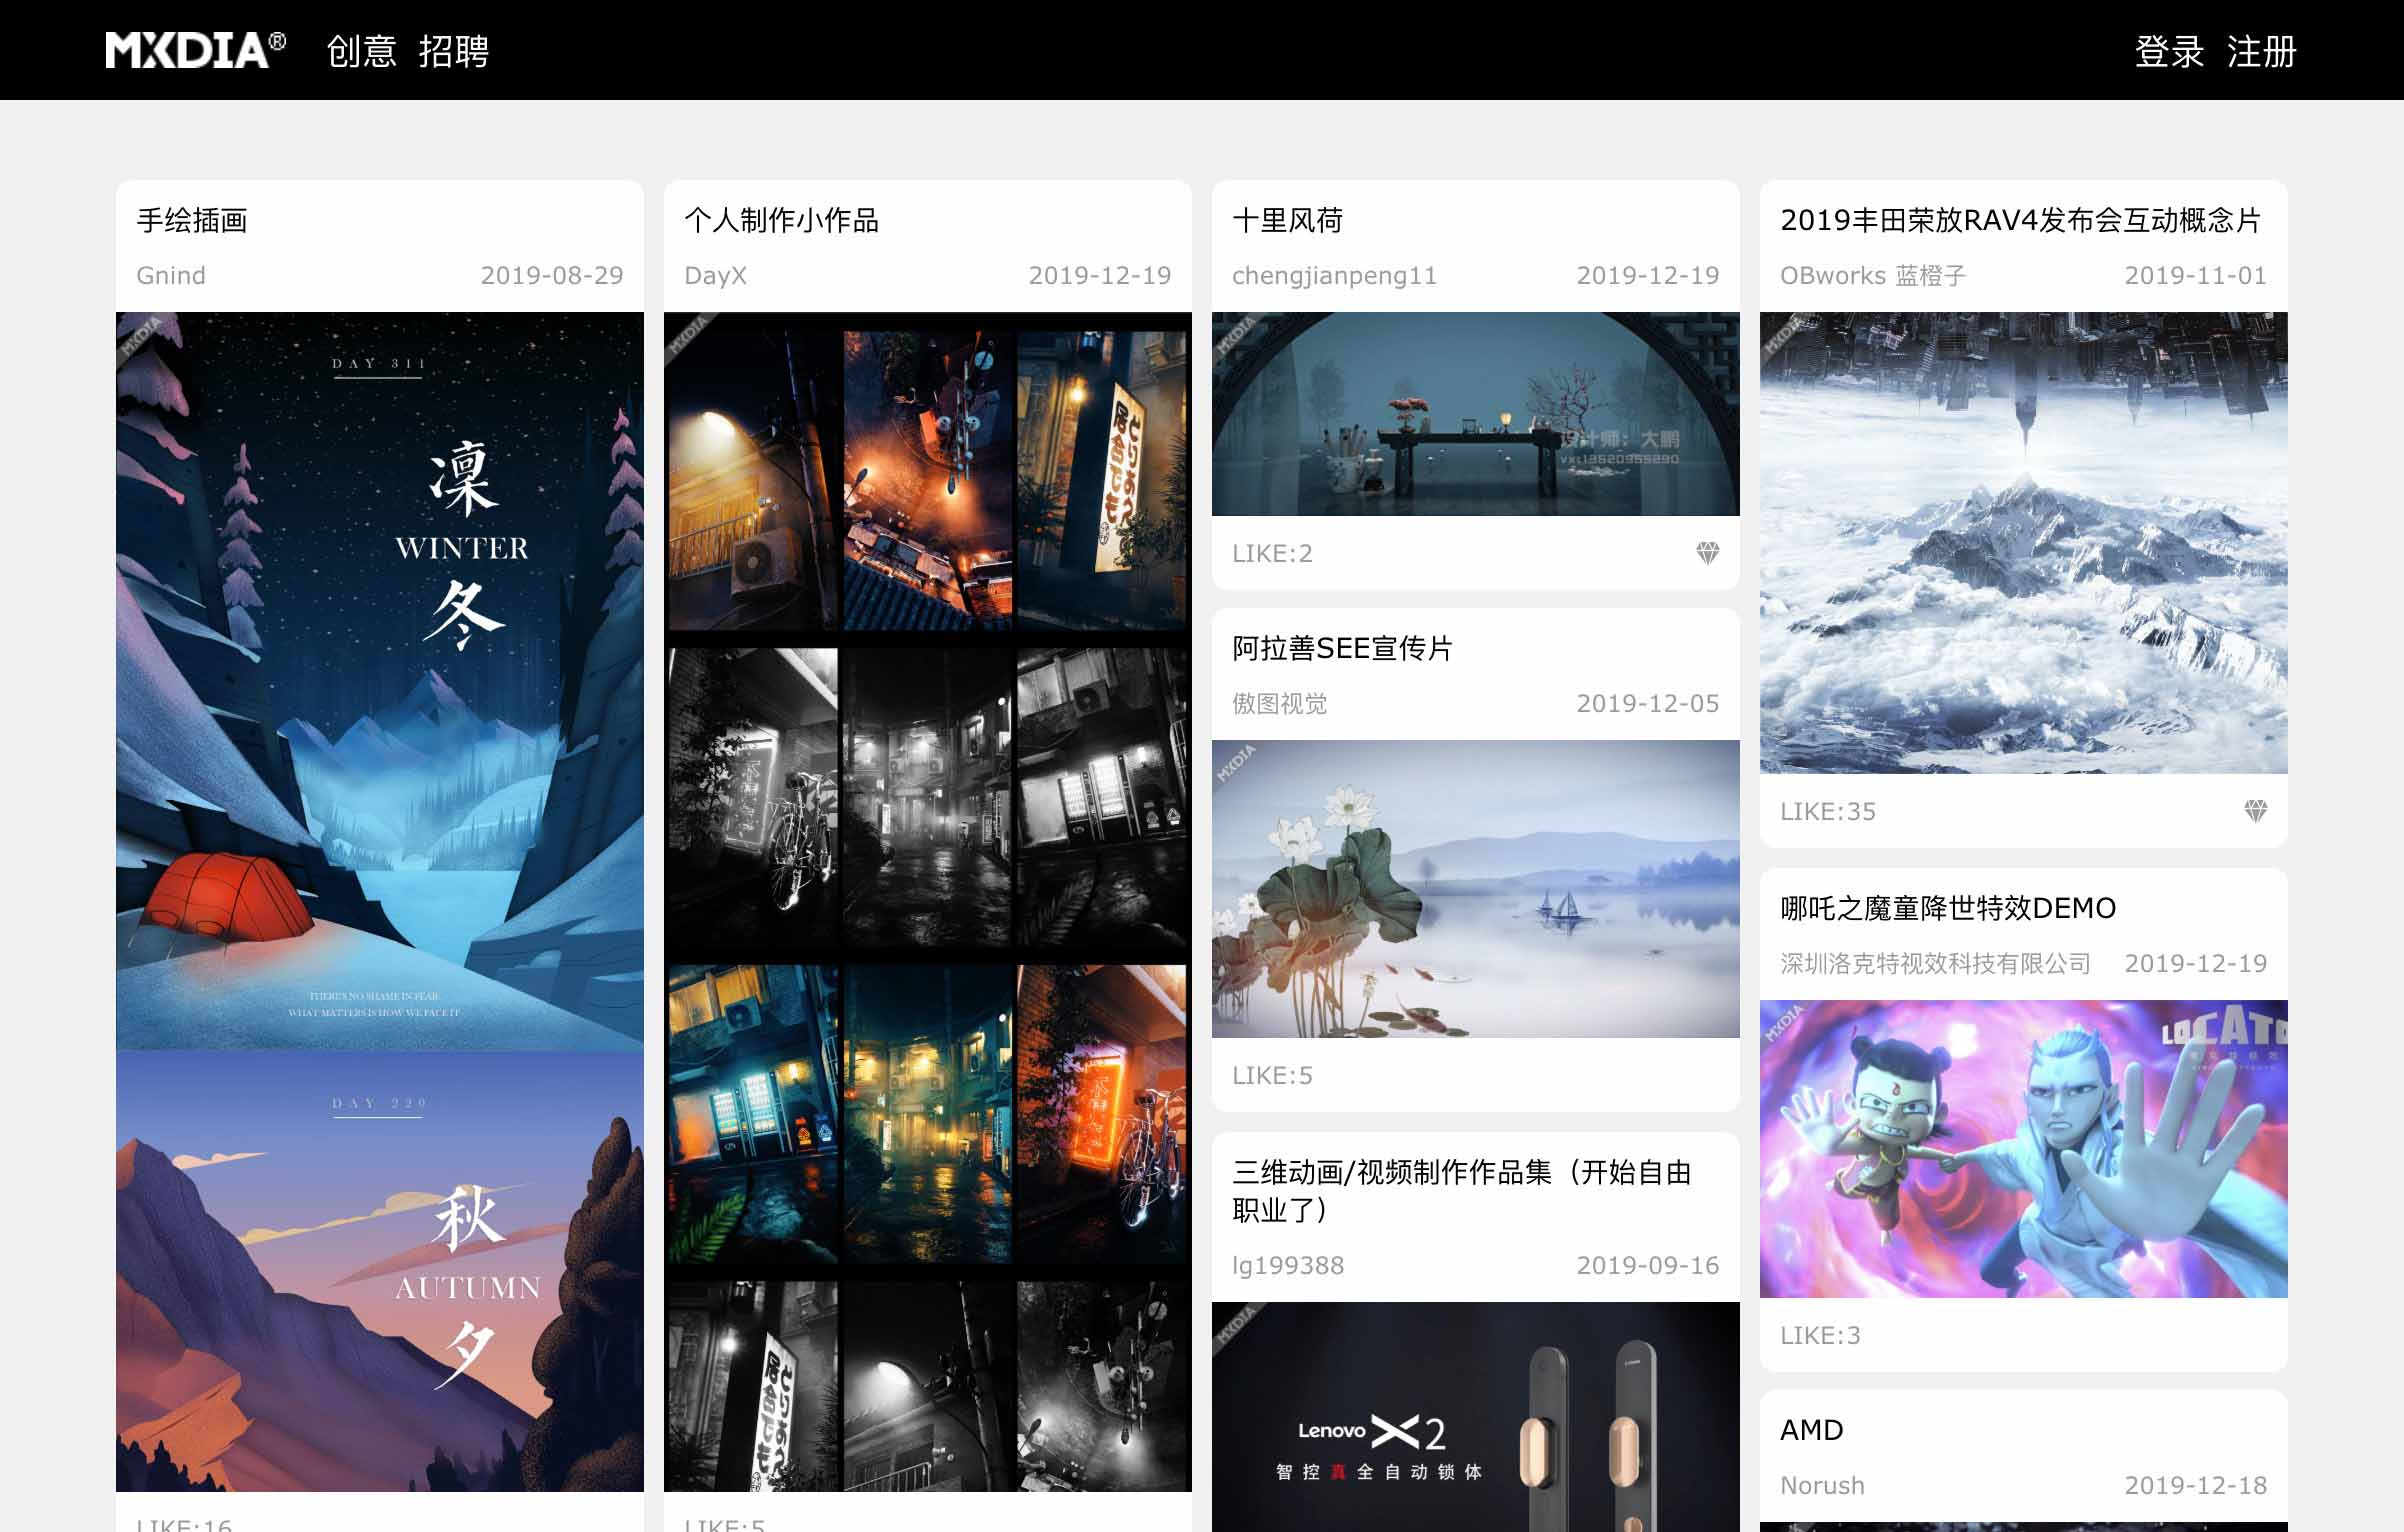 MXDIA®
创意 招聘
登录 注册
手绘插画
Gnind 2019-08-29
MXDIA
DAY 311
凛
WINTER
冬
THERE'S NO SHAME IN FEAR
WHAT MATTERS IS HOW WE FACE IT
DAY 220
秋
AUTUMN
夕
LIKE:16
个人制作小作品
DayX 2019-12-19
MXDIA
LIKE:5
十里风荷
chengjianpeng11 2019-12-19
MXDIA
设计师：大鹏
LIKE:2
阿拉善SEE宣传片
傲图视觉 2019-12-05
MXDIA
LIKE:5
三维动画/视频制作作品集（开始自由
职业了）
lg199388 2019-09-16
MXDIA
Lenovo X2
智控真全自动锁体
2019丰田荣放RAV4发布会互动概念片
OBworks 蓝橙子 2019-11-01
MXDIA
LIKE:35
哪吒之魔童降世特效DEMO
深圳洛克特视效科技有限公司 2019-12-19
MXDIA
LOCATO
LIKE:3
AMD
Norush 2019-12-18